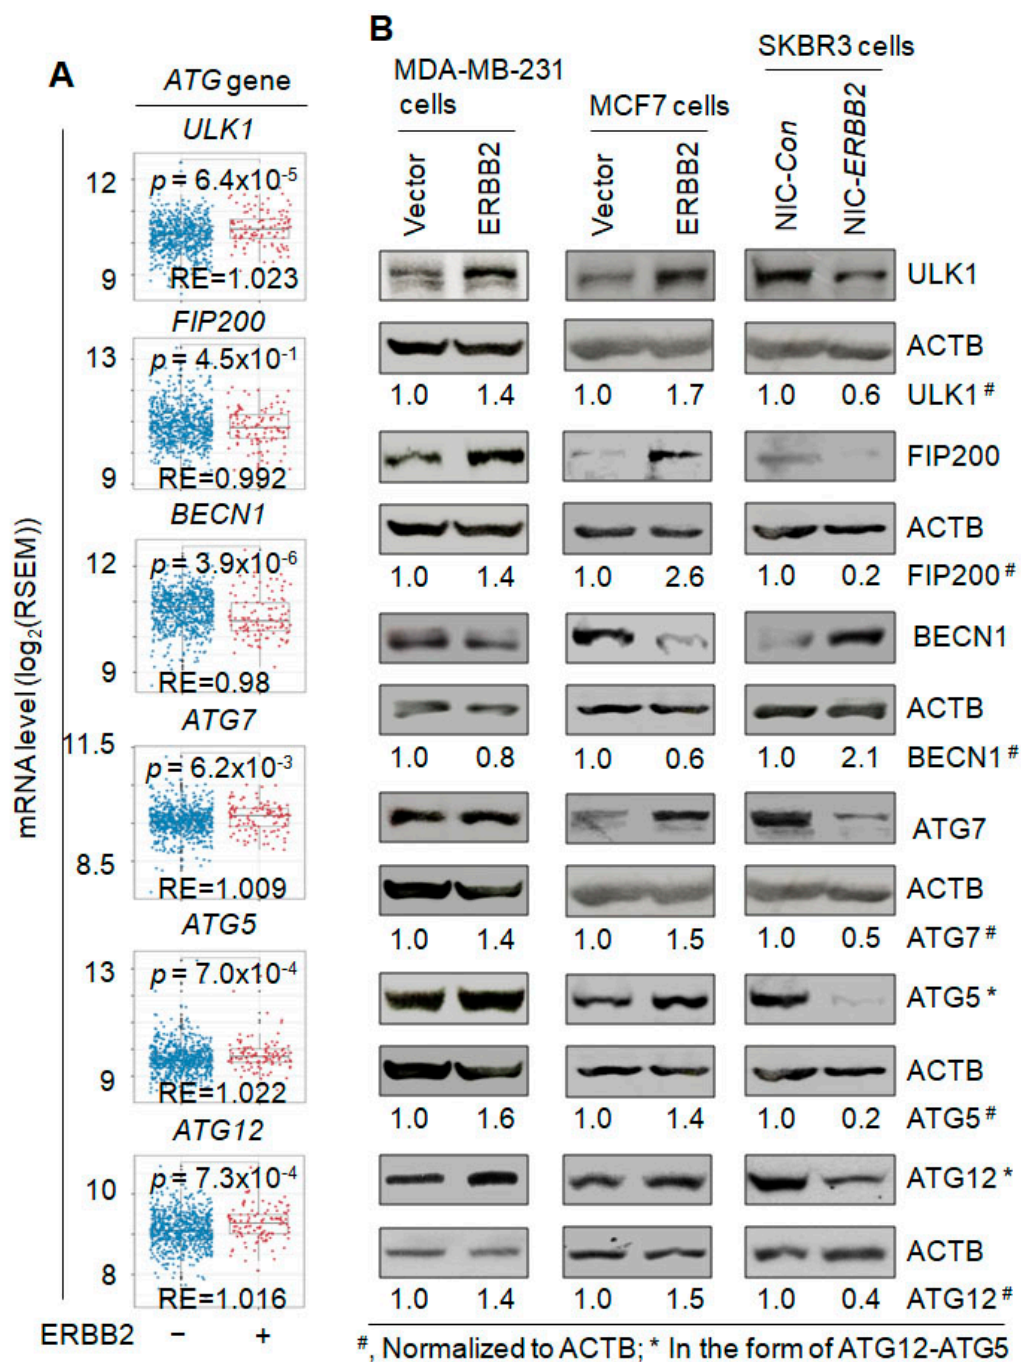 A
ATG gene
mRNA level (log2(RSEM))
ULK1
12
9
p = 6.4x10-5
RE=1.023
FIP200
13
9
p = 4.5x10-1
RE=0.992
BECN1
12
9
p = 3.9x10-6
RE=0.98
ATG7
11.5
8.5
p = 6.2x10-3
RE=1.009
ATG5
13
9
p = 7.0x10-4
RE=1.022
ATG12
10
8
p = 7.3x10-4
RE=1.016
ERBB2 − +
B
MDA-MB-231
cells
MCF7 cells
SKBR3 cells
Vector
ERBB2
Vector
ERBB2
NIC-Con
NIC-ERBB2
ULK1
ACTB
1.0 1.4 1.0 1.7 1.0 0.6 ULK1#
FIP200
ACTB
1.0 1.4 1.0 2.6 1.0 0.2 FIP200#
BECN1
ACTB
1.0 0.8 1.0 0.6 1.0 2.1 BECN1#
ATG7
ACTB
1.0 1.4 1.0 1.5 1.0 0.5 ATG7#
ATG5*
ACTB
1.0 1.6 1.0 1.4 1.0 0.2 ATG5#
ATG12*
ACTB
1.0 1.4 1.0 1.5 1.0 0.4 ATG12#
#, Normalized to ACTB; * In the form of ATG12-ATG5